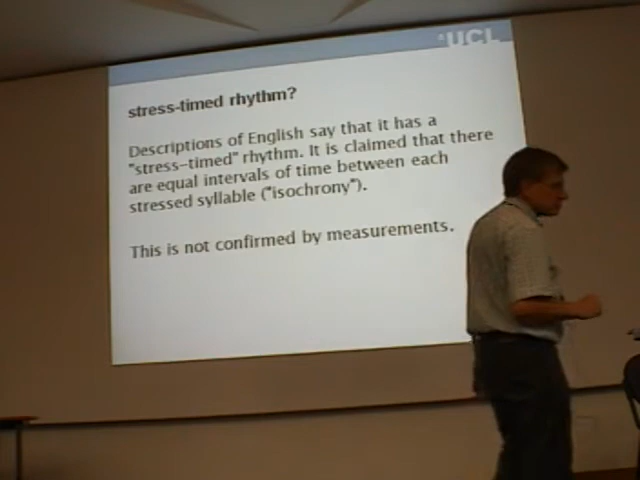 UCL
stress-timed rhythm?
Descriptions of English say that it has a
"stress-timed" rhythm. It is claimed that there
are equal intervals of time between each
stressed syllable ("isochrony").
This is not confirmed by measurements.